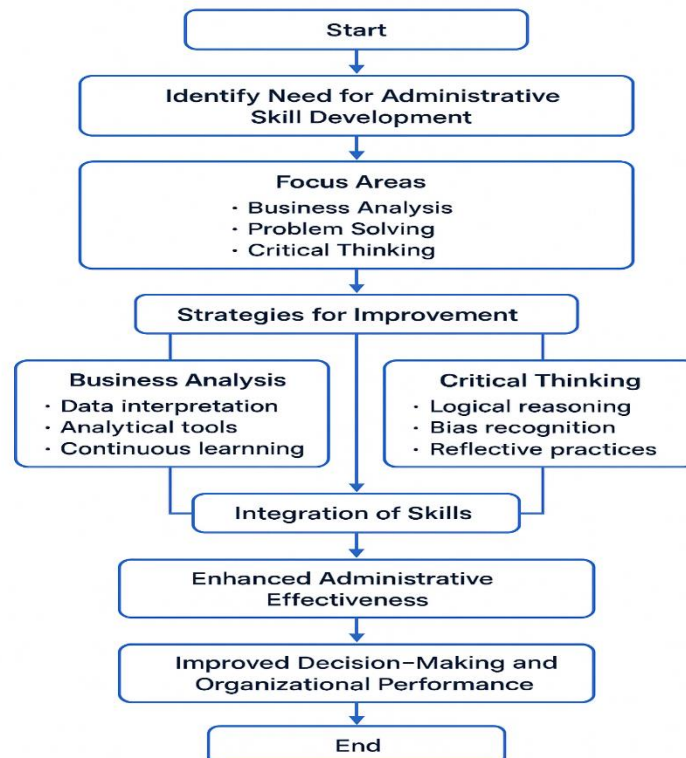 Start
Identify Need for Administrative
Skill Development
Focus Areas
· Business Analysis
· Problem Solving
· Critical Thinking
Strategies for Improvement
Business Analysis
· Data interpretation
· Analytical tools
· Continuous learnning
Critical Thinking
· Logical reasoning
· Bias recognition
· Reflective practices
Integration of Skills
Enhanced Administrative
Effectiveness
Improved Decision-Making and
Organizational Performance
End